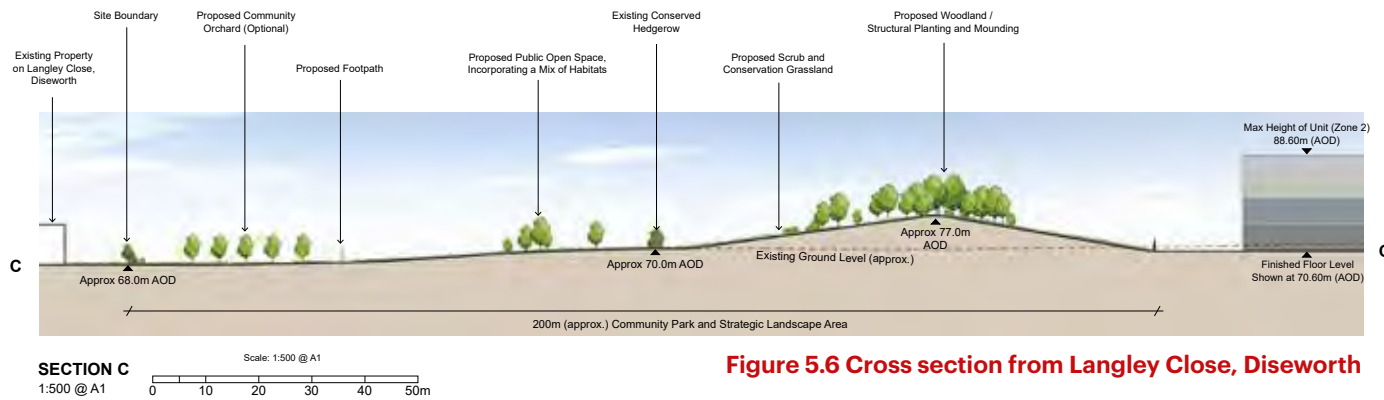 Site Boundary
Proposed Community
Orchard (Optional)
Existing Conserved
Hedgerow
Proposed Woodland /
Structural Planting and Mounding
Existing Property
on Langley Close,
Diseworth
Proposed Footpath
Proposed Public Open Space,
Incorporating a Mix of Habitats
Proposed Scrub and
Conservation Grassland
Max Height of Unit (Zone 2)
88.60m (AOD)
Approx 77.0m
AOD
Existing Ground Level (approx.)
C
Approx 68.0m AOD
Approx 70.0m AOD
Finished Floor Level
Shown at 70.60m (AOD)
200m (approx.) Community Park and Strategic Landscape Area
SECTION C
1:500 @ A1
Scale: 1:500 @ A1
0 10 20 30 40 50m
Figure 5.6 Cross section from Langley Close, Diseworth